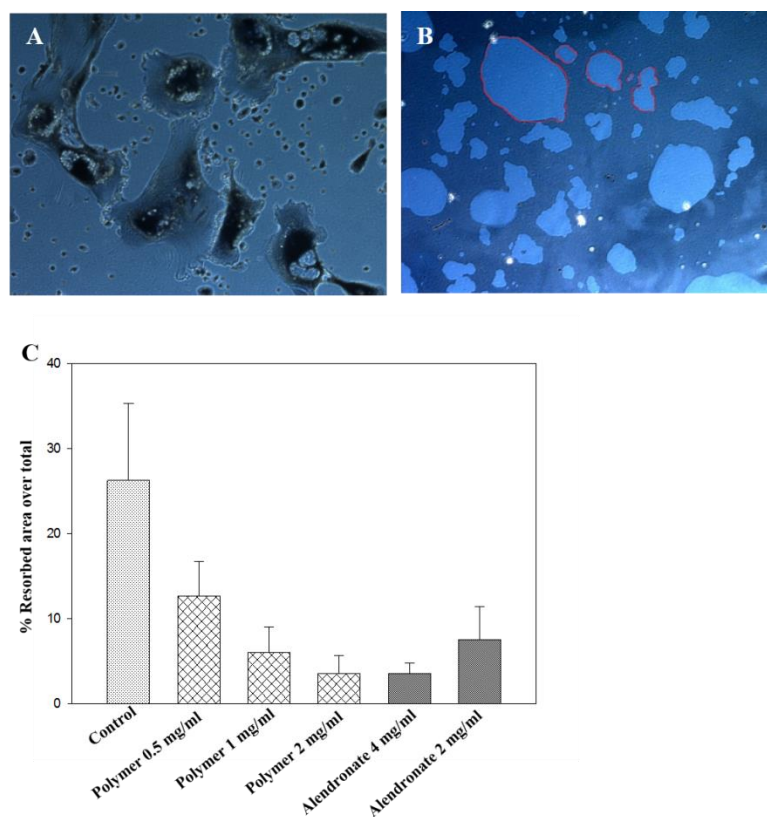 A
B
C
40
30
20
10
0
% Resorbed area over total
Control
Polymer 0.5 mg/ml
Polymer 1 mg/ml
Polymer 2 mg/ml
Alendronate 4 mg/ml
Alendronate 2 mg/ml